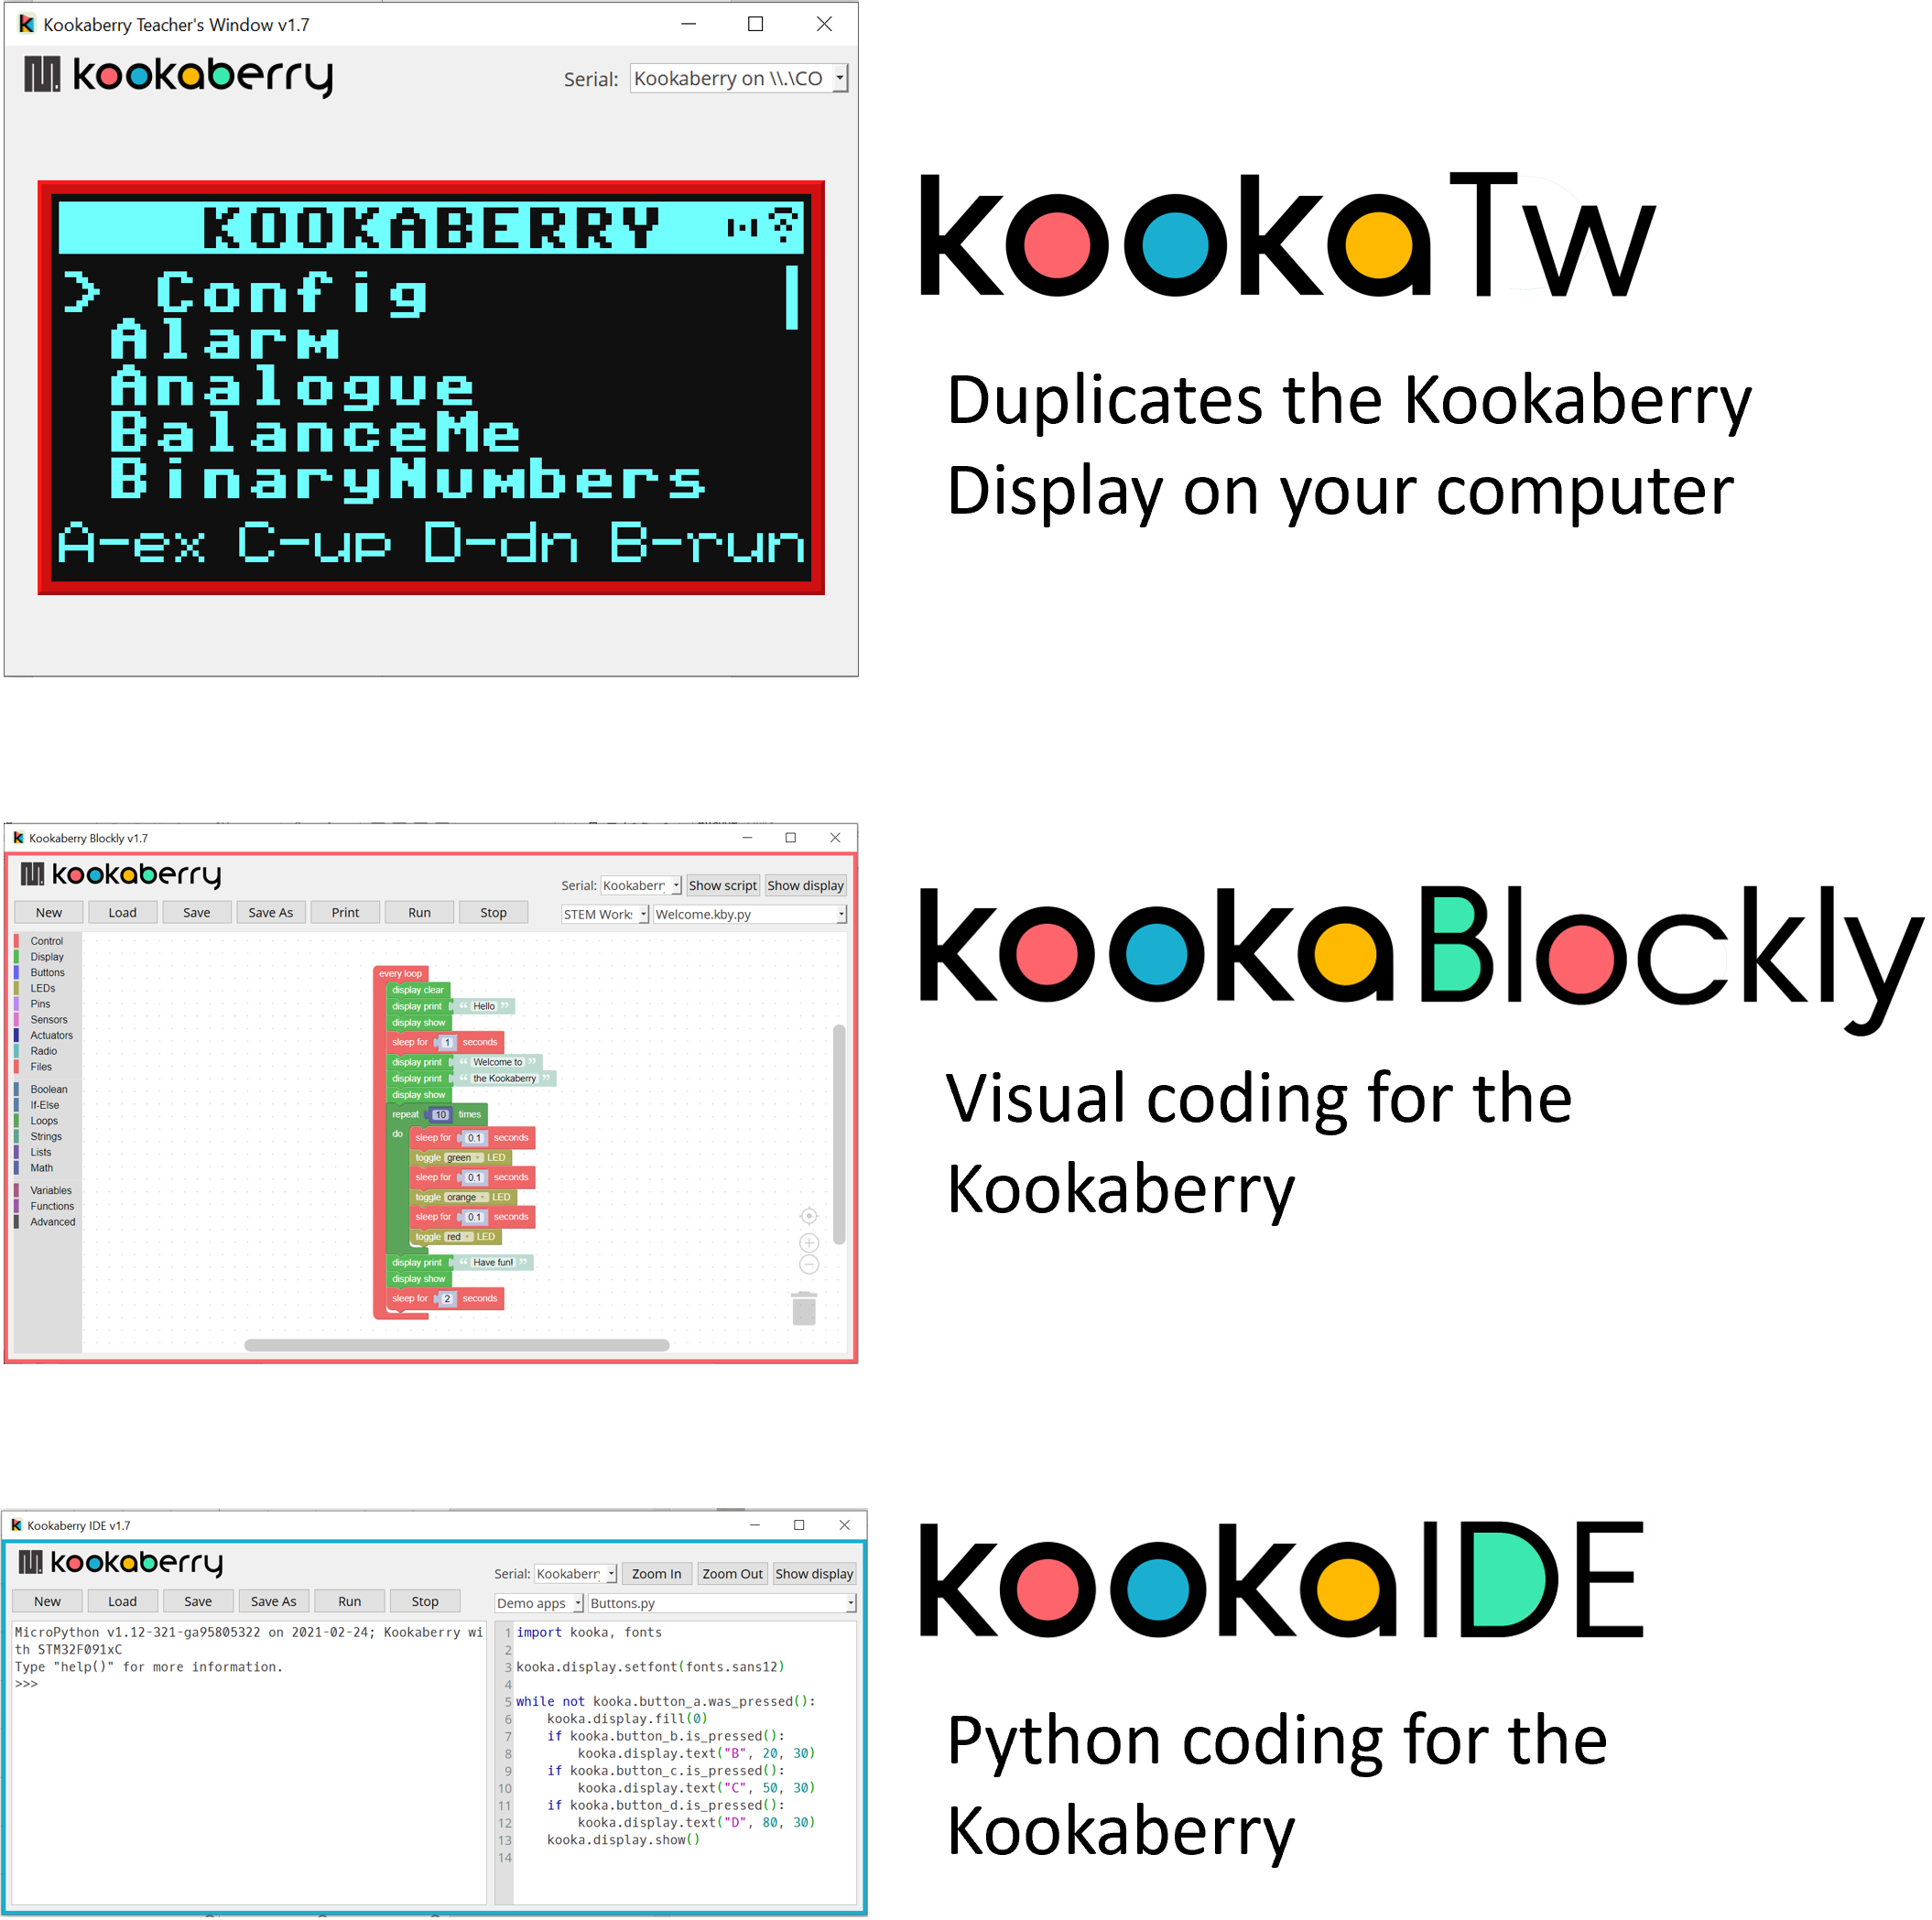 Kookaberry Teacher's Window v1.7
kookaberry
Serial: Kookaberry on \\.\CO
KOOKABERRY
> Config
Alarm
Analogue
BalanceMe
BinaryNumbers
A-ex C-up D-dn B-run
kookaTw
Duplicates the Kookaberry
Display on your computer
Kookaberry Blockly v1.7
kookaberry
Serial: Kookaberr Show script Show display
New Load Save Save As Print Run Stop STEM Work Welcome.kby.py
Control
Display
Buttons
LEDs
Pins
Sensors
Actuators
Radio
Files
Boolean
If-Else
Loops
Strings
Lists
Math
Variables
Functions
Advanced
every loop
display clear
display print “ Hello ”
display show
sleep for 1 seconds
display print “ Welcome to ”
display print “ the Kookaberry ”
display show
repeat 10 times
do sleep for 0.1 seconds
toggle green LED
sleep for 0.1 seconds
toggle orange LED
sleep for 0.1 seconds
toggle red LED
display print “ Have fun! ”
display show
sleep for 2 seconds
kookaBlockly
Visual coding for the
Kookaberry
Kookaberry IDE v1.7
kookaberry
Serial: Kookaberr Zoom In Zoom Out Show display
New Load Save Save As Run Stop Demo apps Buttons.py
MicroPython v1.12-321-ga95805322 on 2021-02-24; Kookaberry wi
th STM32F091xC
Type "help()" for more information.
>>>
1 import kooka, fonts
2
3 kooka.display.setfont(fonts.sans12)
4
5 while not kooka.button_a.was_pressed():
6 kooka.display.fill(0)
7 if kooka.button_b.is_pressed():
8 kooka.display.text("B", 20, 30)
9 if kooka.button_c.is_pressed():
10 kooka.display.text("C", 50, 30)
11 if kooka.button_d.is_pressed():
12 kooka.display.text("D", 80, 30)
13 kooka.display.show()
14
kookaIDE
Python coding for the
Kookaberry